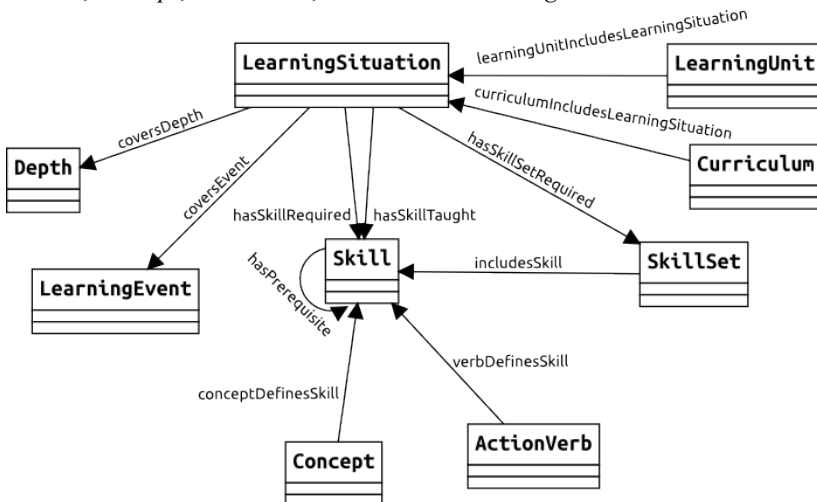 LearningSituation
learningUnitIncludesLearningSituation
LearningUnit
curriculumIncludesLearningSituation
Curriculum
coversDepth
Depth
coversEvent
hasSkillSetRequired
hasSkillRequired
hasSkillTaught
Skill
includesSkill
SkillSet
LearningEvent
hasPrerequisite
verbDefinesSkill
conceptDefinesSkill
ActionVerb
Concept